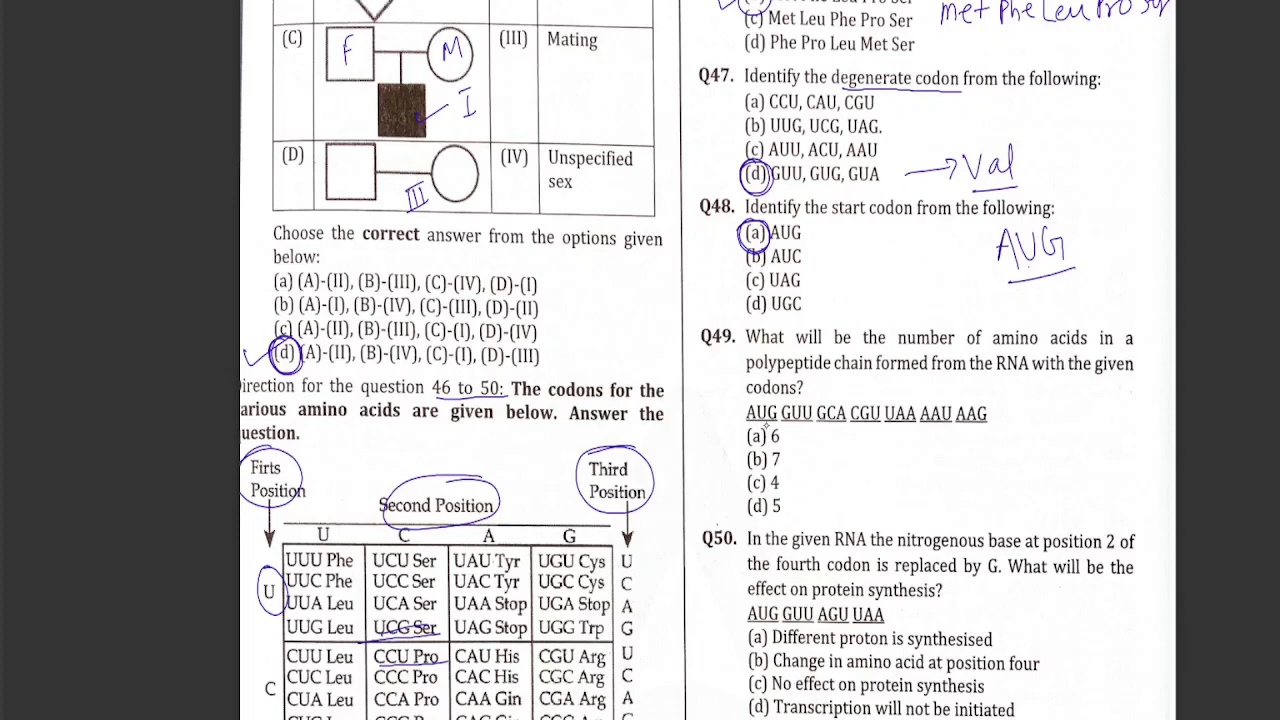 (C) F M (III) Mating
I
(D) III (IV) Unspecified
sex
Choose the correct answer from the options given
below:
(a) (A)-(II), (B)-(III), (C)-(IV), (D)-(I)
(b) (A)-(I), (B)-(IV), (C)-(III), (D)-(II)
(c) (A)-(II), (B)-(III), (C)-(I), (D)-(IV)
(d) (A)-(II), (B)-(IV), (C)-(I), (D)-(III)
irection for the question 46 to 50: The codons for the
arious amino acids are given below. Answer the
uestion.
Firts
Position
Second Position
Third
Position
U C A G
UUU Phe UCU Ser UAU Tyr UGU Cys U
UUC Phe UCC Ser UAC Tyr UGC Cys C
U
UUA Leu UCA Ser UAA Stop UGA Stop A
UUG Leu UCG Ser UAG Stop UGG Trp G
CUU Leu CCU Pro CAU His CGU Arg U
CUC Leu CCC Pro CAC His CGC Arg C
C
CUA Leu CCA Pro CAA Gin CGA Arg A
met Phe Leu Pro
(c) Met Leu Phe Pro Ser
(d) Phe Pro Leu Met Ser
Q47. Identify the degenerate codon from the following:
(a) CCU, CAU, CGU
(b) UUG, UCG, UAG.
(c) AUU, ACU, AAU
(d) GUU, GUG, GUA Val
Q48. Identify the start codon from the following:
(a) AUG
AUG
(b) AUC
(c) UAG
(d) UGC
Q49. What will be the number of amino acids in a
polypeptide chain formed from the RNA with the given
codons?
AUG GUU GCA CGU UAA AAU AAG
(a) 6
(b) 7
(c) 4
(d) 5
Q50. In the given RNA the nitrogenous base at position 2 of
the fourth codon is replaced by G. What will be the
effect on protein synthesis?
AUG GUU AGU UAA
(a) Different proton is synthesised
(b) Change in amino acid at position four
(c) No effect on protein synthesis
(d) Transcription will not be initiated